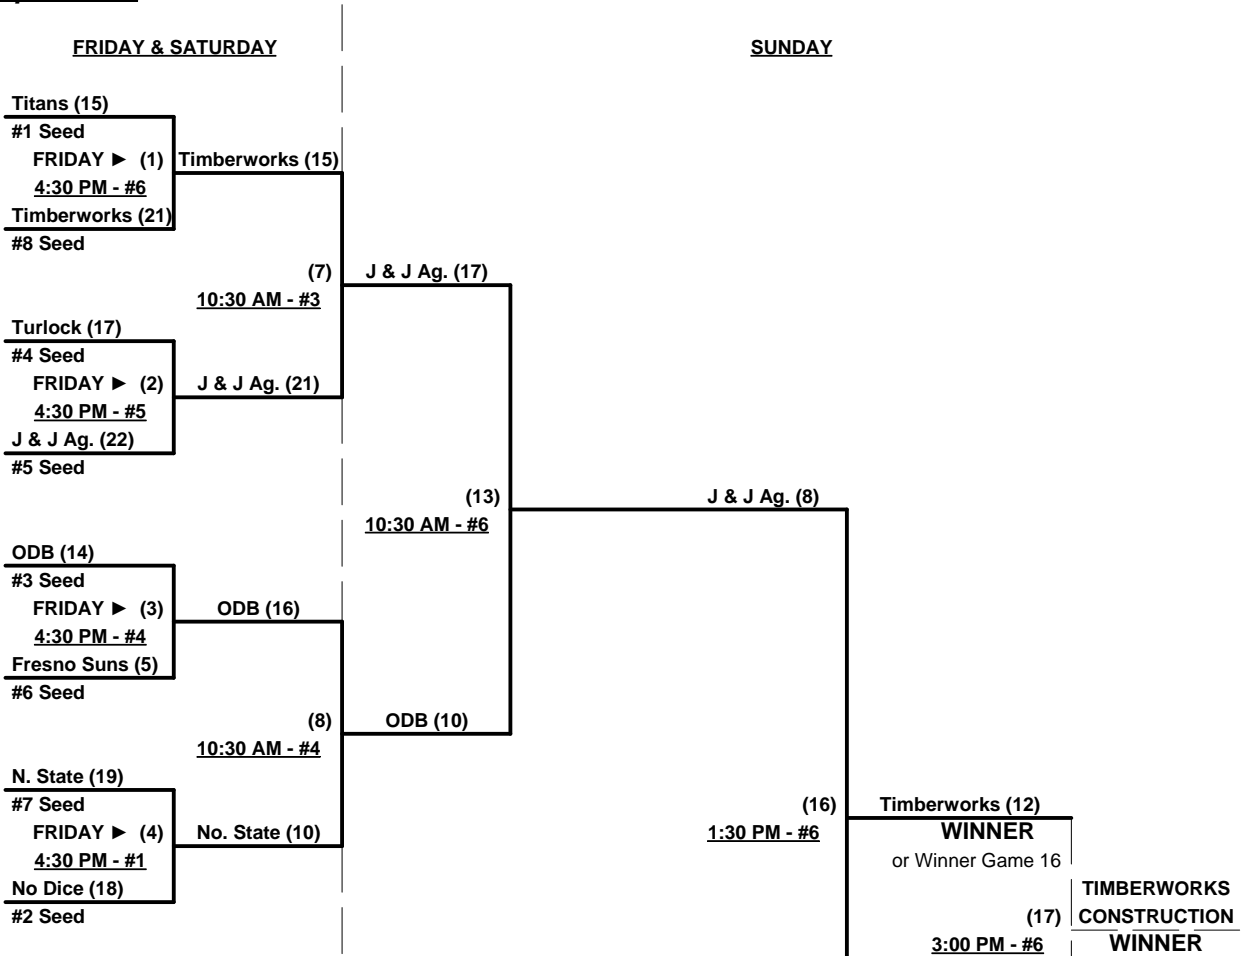 FRIDAY & SATURDAY
SUNDAY
Titans (15)
#1 Seed
FRIDAY ► (1)
Timberworks (15)
4:30 PM - #6
Timberworks (21)
#8 Seed
(7)
J & J Ag. (17)
10:30 AM - #3
Turlock (17)
#4 Seed
FRIDAY ► (2)
J & J Ag. (21)
4:30 PM - #5
J & J Ag. (22)
#5 Seed
(13)
J & J Ag. (8)
10:30 AM - #6
ODB (14)
#3 Seed
FRIDAY ► (3)
ODB (16)
4:30 PM - #4
Fresno Suns (5)
#6 Seed
(8)
ODB (10)
10:30 AM - #4
N. State (19)
#7 Seed
(16)
Timberworks (12)
FRIDAY ► (4)
No. State (10)
1:30 PM - #6
WINNER
4:30 PM - #1
or Winner Game 16
No Dice (18)
#2 Seed
TIMBERWORKS
(17)
CONSTRUCTION
3:00 PM - #6
WINNER